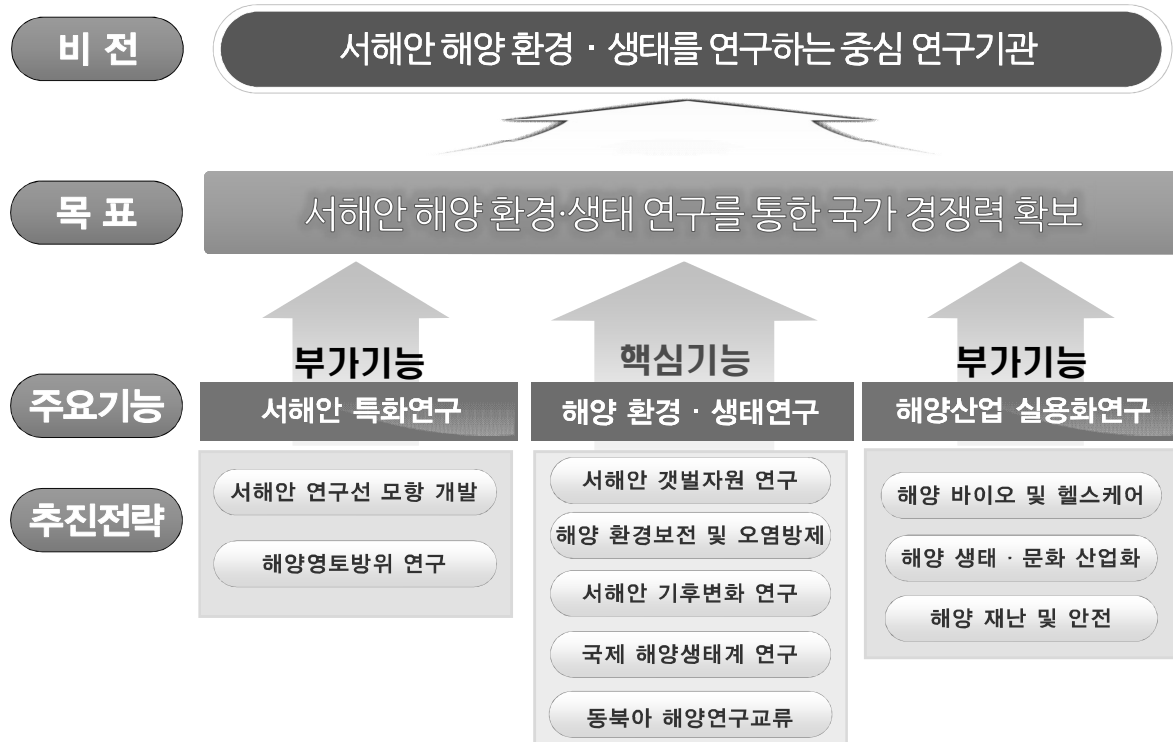 비 전
서해안 해양 환경 · 생태를 연구하는 중심 연구기관
목 표
서해안 해양 환경·생태 연구를 통한 국가 경쟁력 확보
부가기능
핵심기능
부가기능
주요기능
서해안 특화연구
해양 환경 · 생태연구
해양산업 실용화연구
추진전략
서해안 연구선 모항 개발
해양영토방위 연구
서해안 갯벌자원 연구
해양 환경보전 및 오염방제
서해안 기후변화 연구
국제 해양생태계 연구
동북아 해양연구교류
해양 바이오 및 헬스케어
해양 생태 · 문화 산업화
해양 재난 및 안전